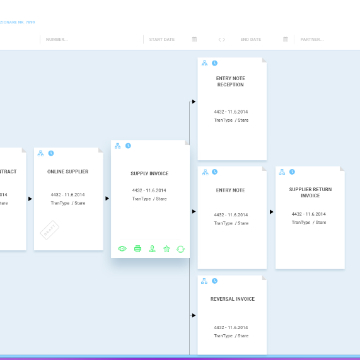 NUMBER...
START DATE
END DATE
PARTNER...
ENTRY NOTE
RECEPTION
4432 - 11.6.2014
TranType / Store
ONLINE SUPPLIER
4432 - 11.6.2014
TranType / Store
SUPPLY INVOICE
4432 - 11.6.2014
TranType / Store
ENTRY NOTE
4432 - 11.6.2014
TranType / Store
SUPPLIER RETURN
INVOICE
4432 - 11.6.2014
TranType / Store
REVERSAL INVOICE
4432 - 11.6.2014
TranType / Store